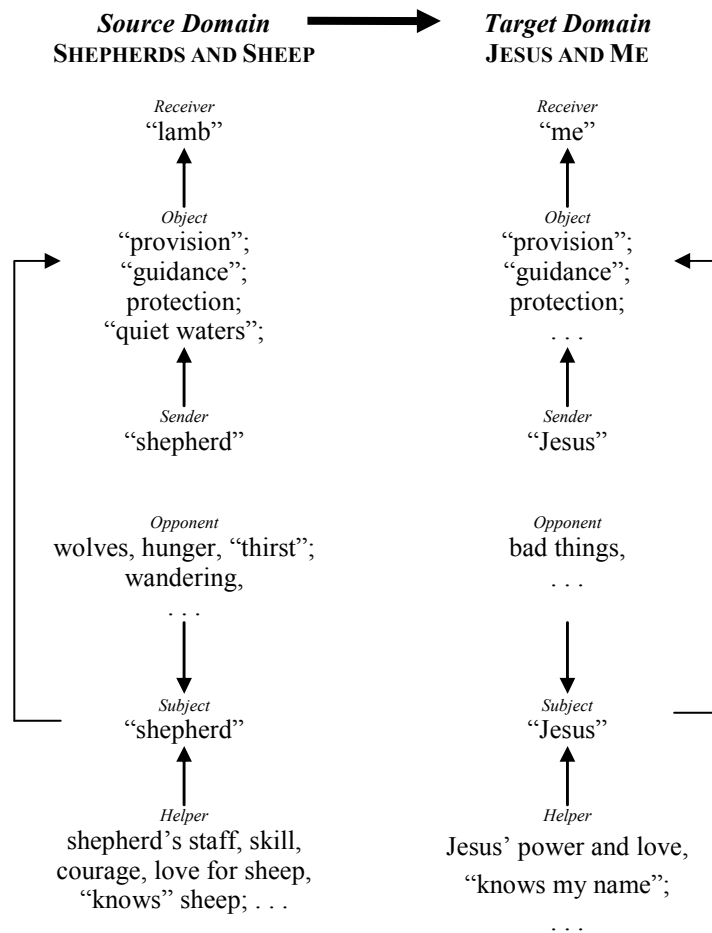 Source Domain
SHEPHERDS AND SHEEP
Receiver
“lamb”
Object
“provision”;
“guidance”;
protection;
“quiet waters”;
Sender
“shepherd”
Opponent
wolves, hunger, “thirst”;
wandering,
. . .
Subject
“shepherd”
Helper
shepherd’s staff, skill,
courage, love for sheep,
“knows” sheep; . . .
Target Domain
JESUS AND ME
Receiver
“me”
Object
“provision”;
“guidance”;
protection;
. . .
Sender
“Jesus”
Opponent
bad things,
. . .
Subject
“Jesus”
Helper
Jesus’ power and love,
“knows my name”;
. . .